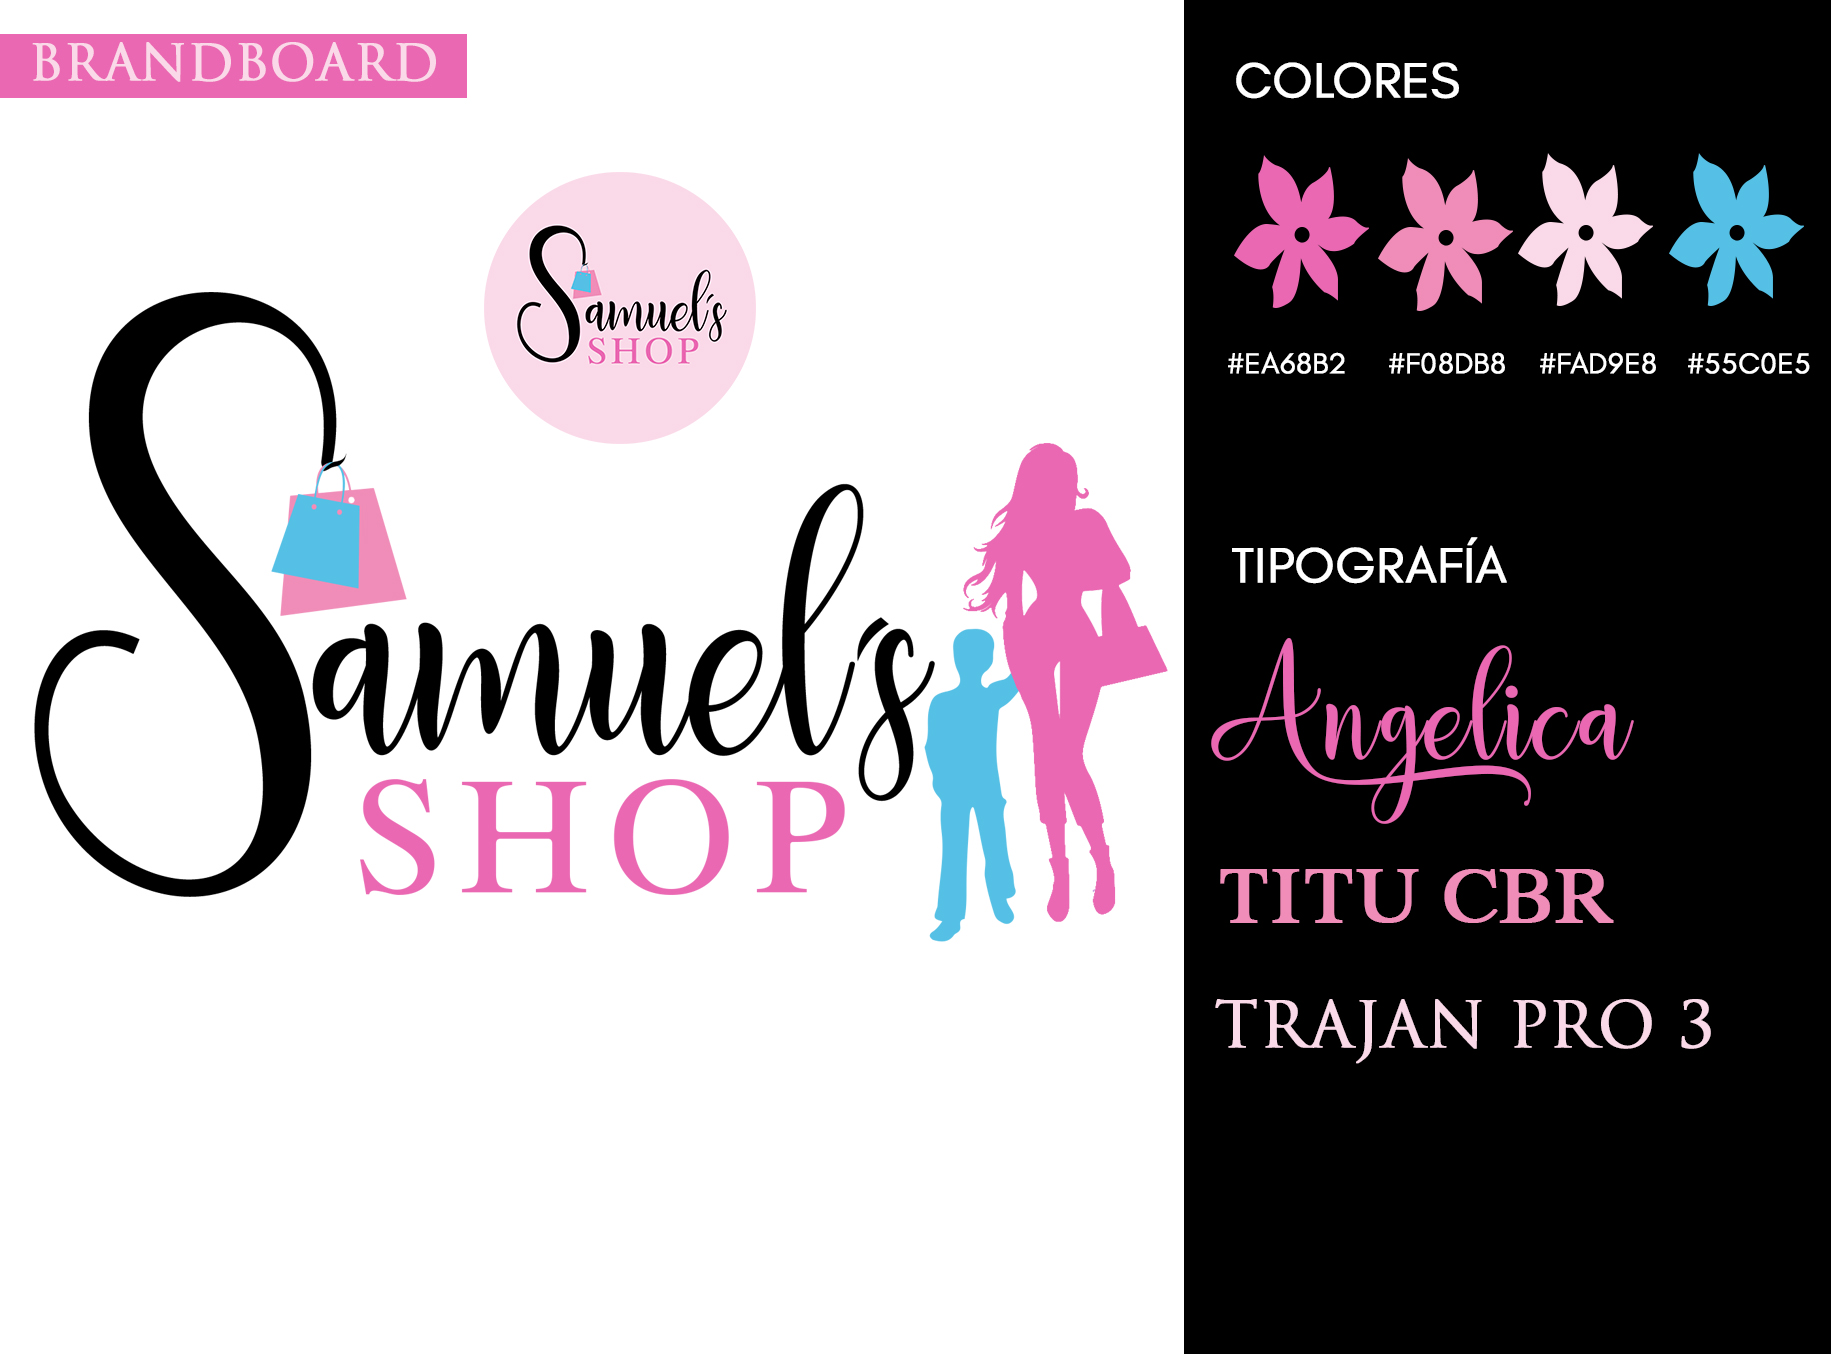 BRANDBOARD
Samuel's
SHOP
Samuel's
SHOP
COLORES
#EA68B2 #F08DB8 #FAD9E8 #55C0E5
TIPOGRAFÍA
Angelica
TITU CBR
TRAJAN PRO 3